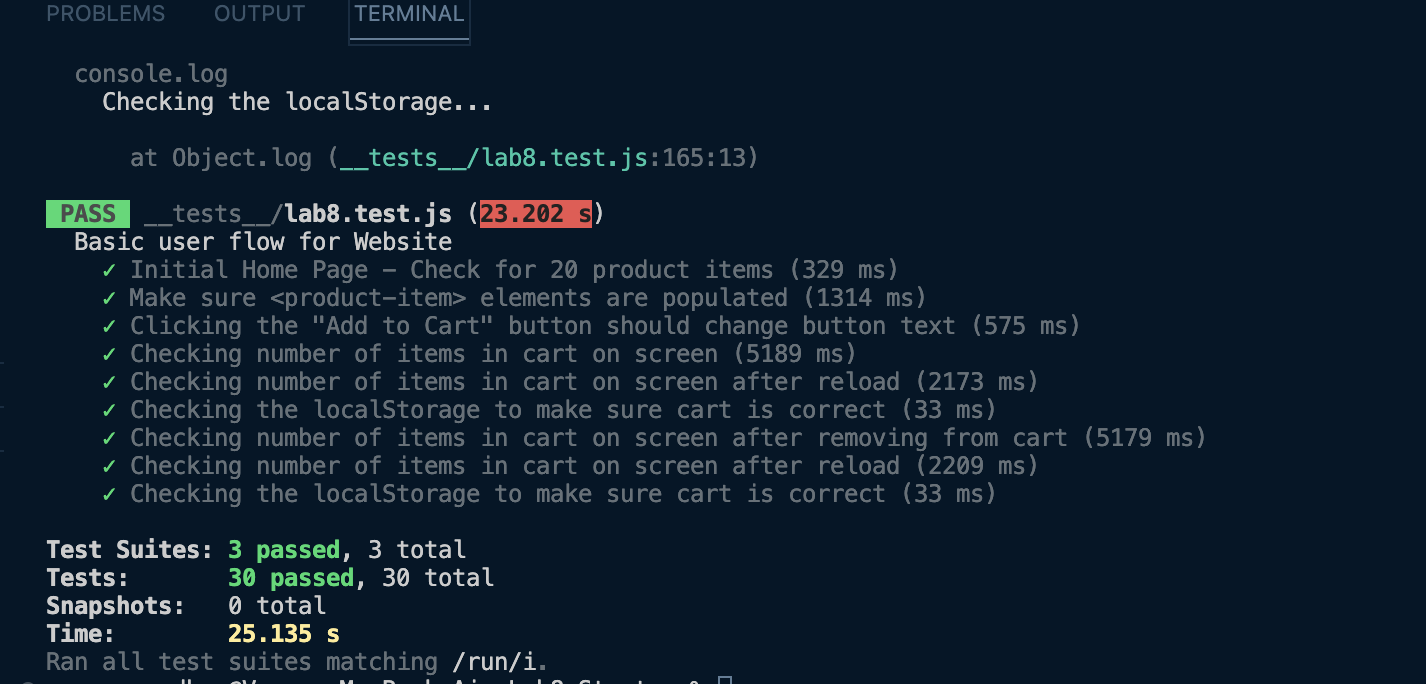 PROBLEMS OUTPUT TERMINAL
console.log
Checking the localStorage...
at Object.log (__tests__/lab8.test.js:165:13)
PASS __tests__/lab8.test.js (23.202 s)
Basic user flow for Website
✓ Initial Home Page – Check for 20 product items (329 ms)
✓ Make sure <product-item> elements are populated (1314 ms)
✓ Clicking the "Add to Cart" button should change button text (575 ms)
✓ Checking number of items in cart on screen (5189 ms)
✓ Checking number of items in cart on screen after reload (2173 ms)
✓ Checking the localStorage to make sure cart is correct (33 ms)
✓ Checking number of items in cart on screen after removing from cart (5179 ms)
✓ Checking number of items in cart on screen after reload (2209 ms)
✓ Checking the localStorage to make sure cart is correct (33 ms)
Test Suites: 3 passed, 3 total
Tests: 30 passed, 30 total
Snapshots: 0 total
Time: 25.135 s
Ran all test suites matching /run/i.